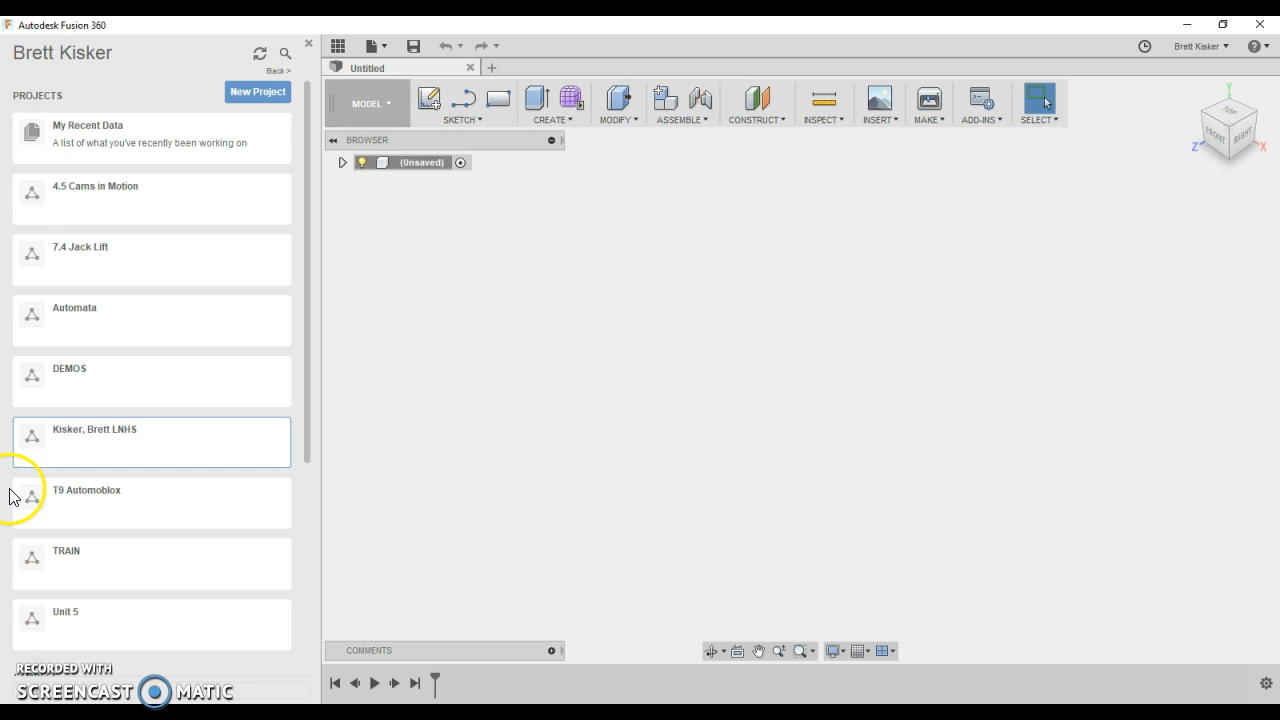 Autodesk Fusion 360
Brett Kisker
Back >
PROJECTS
New Project
My Recent Data
A list of what you've recently been working on
4.5 Cams in Motion
7.4 Jack Lift
Automata
DEMOS
Kisker, Brett LNHS
T9 Automoblox
TRAIN
Unit 5
RECORDED WITH
SCREENCAST MATIC
Brett Kisker
Untitled
MODEL
SKETCH
CREATE
MODIFY
ASSEMBLE
CONSTRUCT
INSPECT
INSERT
MAKE
ADD-INS
SELECT
BROWSER
(Unsaved)
Y
TOP
FRONT
RIGHT
Z
X
COMMENTS